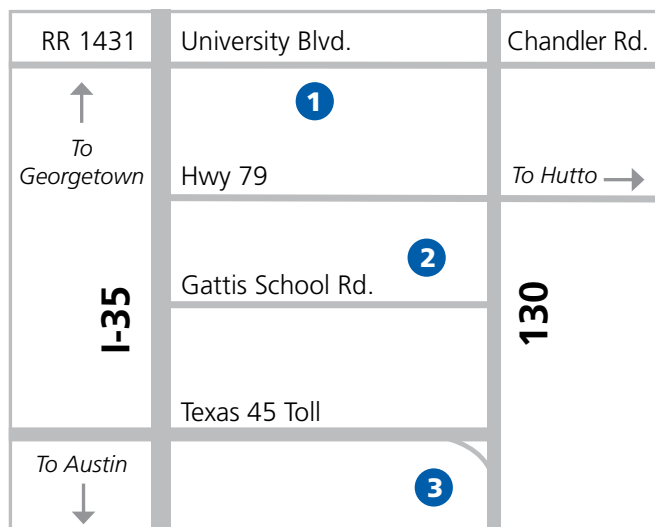 RR 1431
University Blvd.
Chandler Rd.
1
To
Georgetown
Hwy 79
To Hutto
2
Gattis School Rd.
I-35
130
Texas 45 Toll
To Austin
3